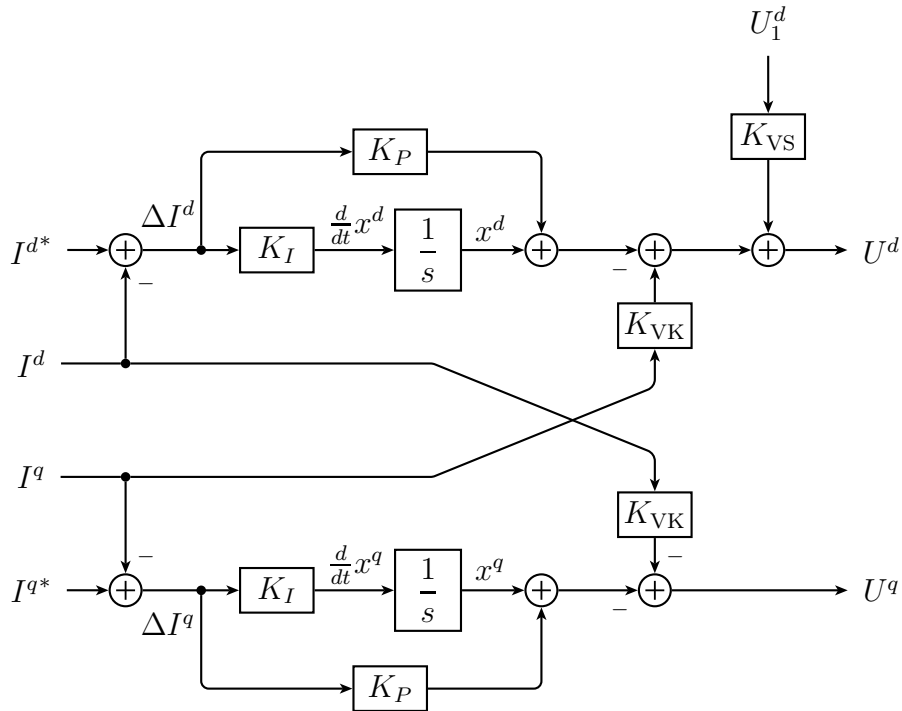 U_1^d
K_VS
K_P
ΔI^d
I^{d*}
+
K_I
d/dt x^d
1/s
x^d
+
−
+
+
U^d
−
K_VK
I^d
I^q
K_VK
−
−
I^{q*}
+
K_I
d/dt x^q
1/s
x^q
+
−
+
U^q
ΔI^q
K_P